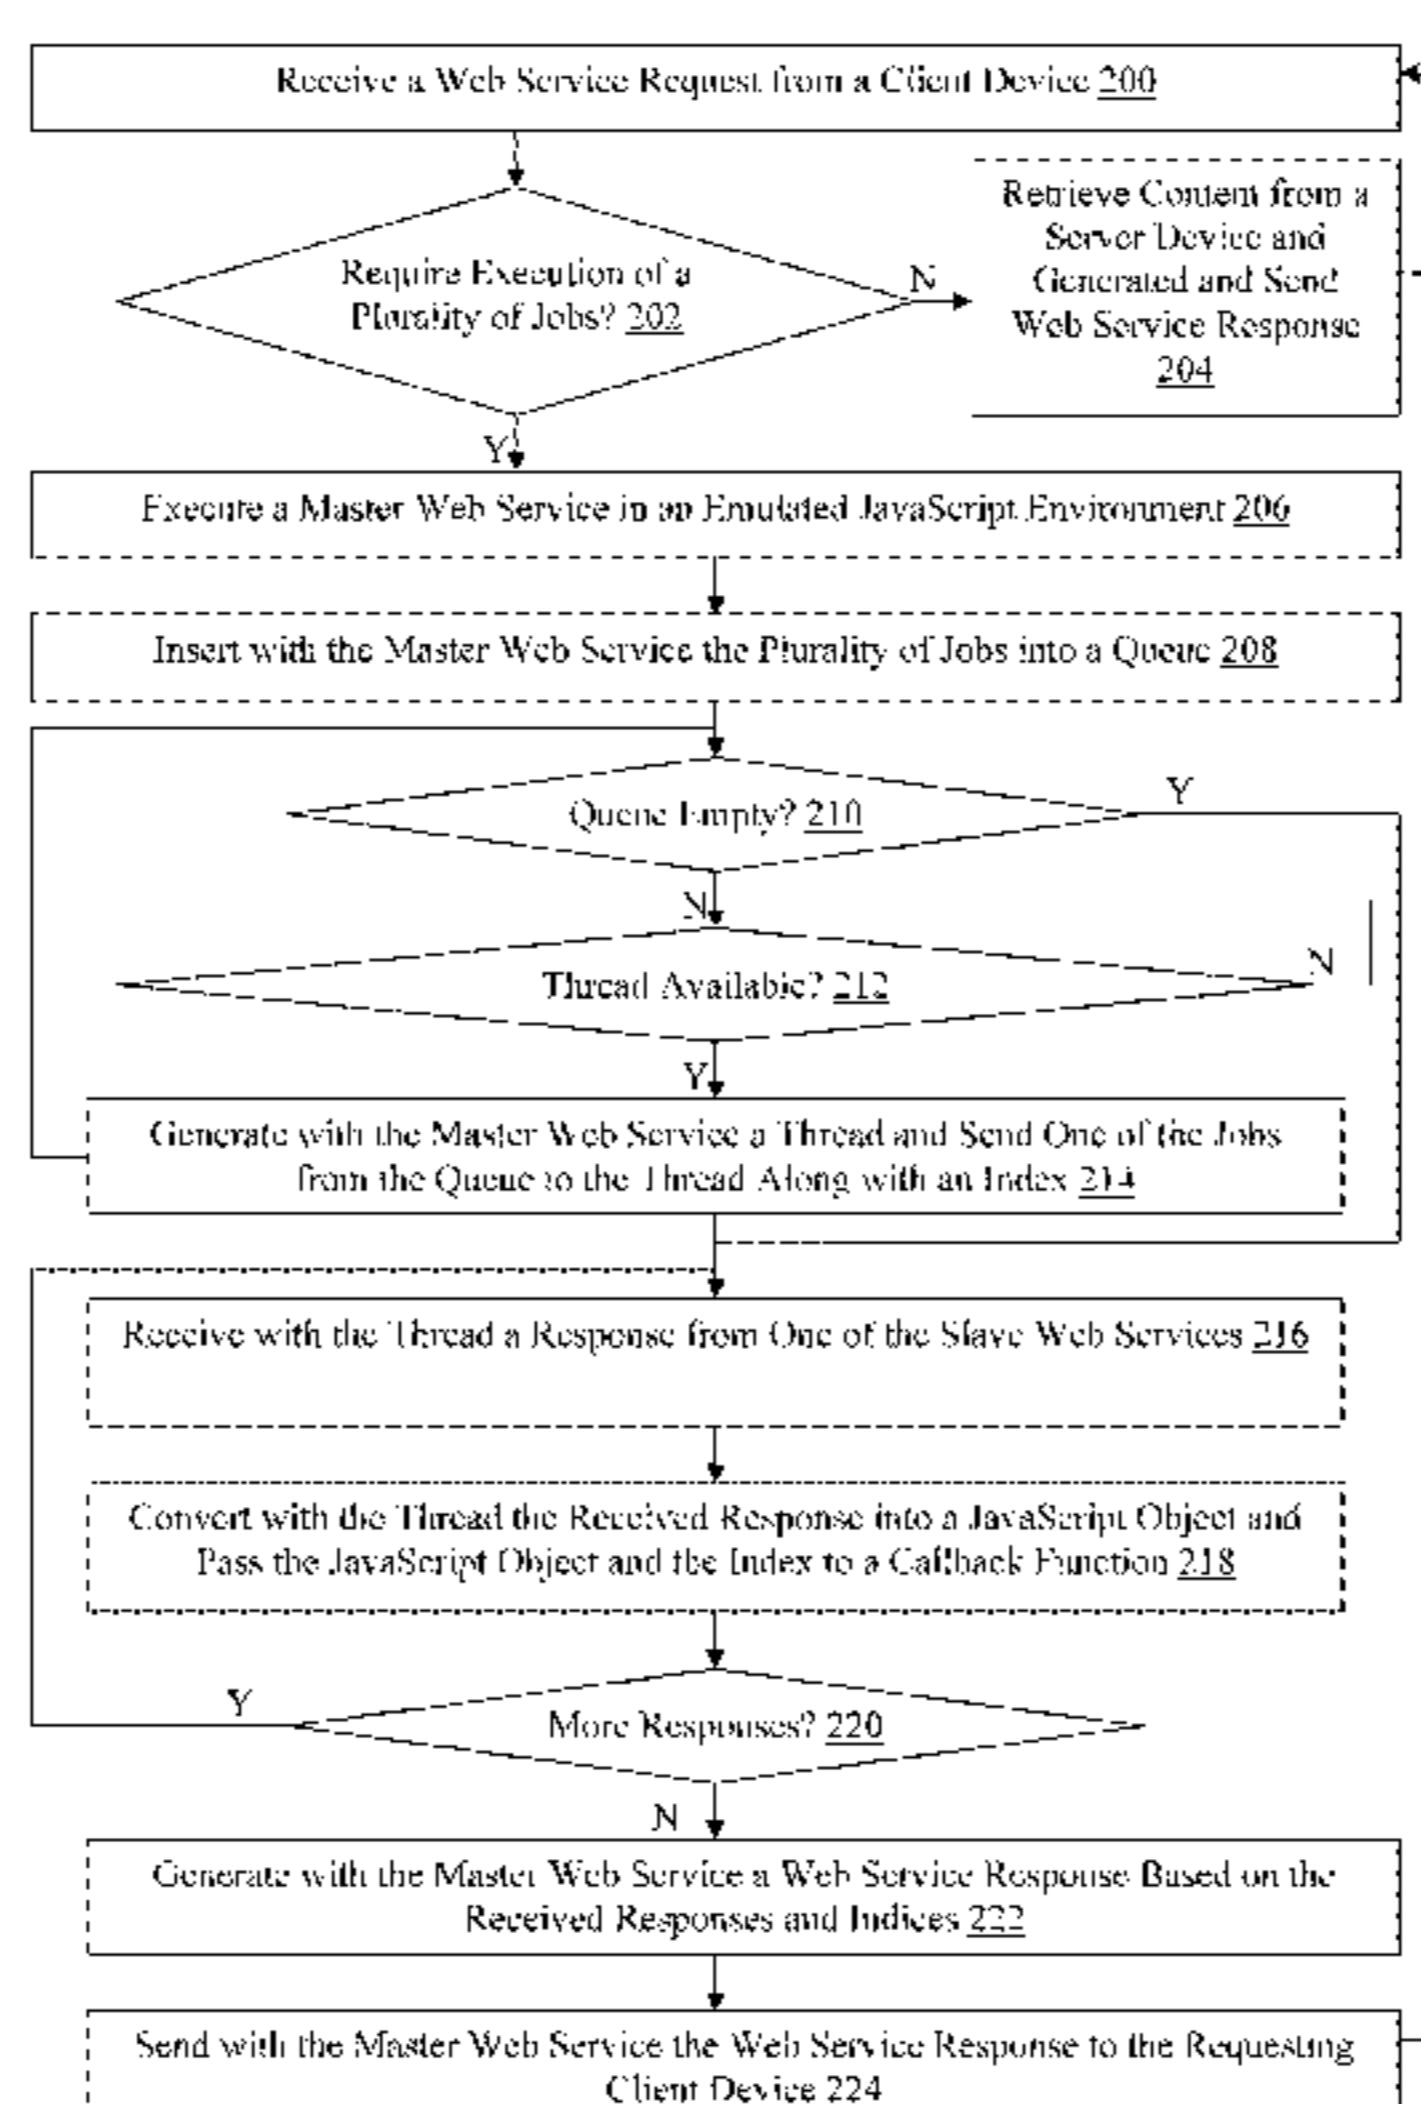 Receive a Web Service Request from a Client Device 200
Retrieve Content from a
Server Device and
Generated and Send
Web Service Response
204
Require Execution of a
Plurality of Jobs? 202
N
Y
Execute a Master Web Service in an Emulated JavaScript Environment 206
Insert with the Master Web Service the Plurality of Jobs into a Queue 208
Queue Empty? 210
Y
N
Thread Available? 212
N
Y
Generate with the Master Web Service a Thread and Send One of the Jobs
from the Queue to the Thread Along with an Index 214
Receive with the Thread a Response from One of the Slave Web Services 216
Convert with the Thread the Received Response into a JavaScript Object and
Pass the JavaScript Object and the Index to a Callback Function 218
More Responses? 220
Y
N
Generate with the Master Web Service a Web Service Response Based on the
Received Responses and Indices 222
Send with the Master Web Service the Web Service Response to the Requesting
Client Device 224